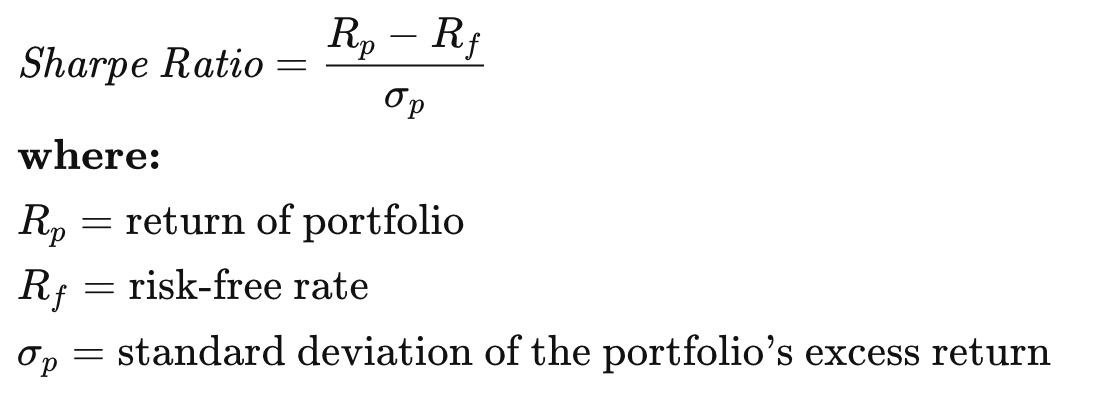 Sharpe Ratio = \frac{R_p − R_f}{σ_p}
where:
R_p = return of portfolio
R_f = risk-free rate
σ_p = standard deviation of the portfolio’s excess return